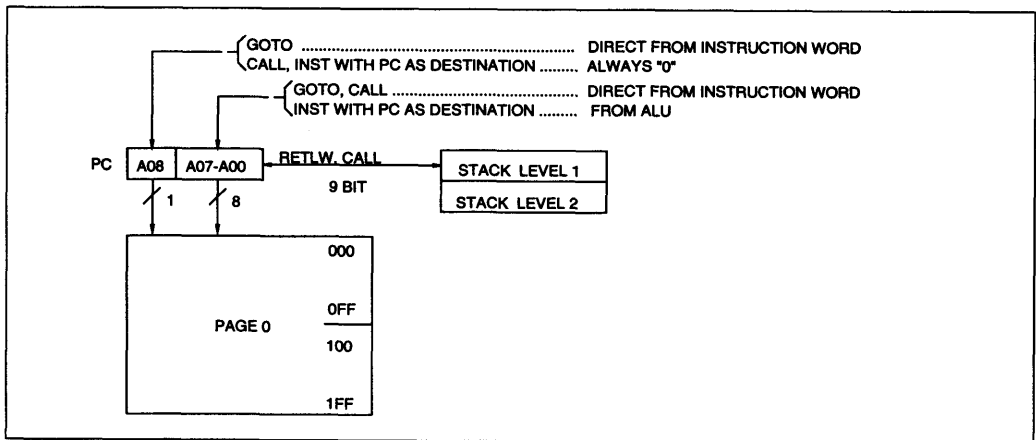 GOTO ............................................................... DIRECT FROM INSTRUCTION WORD
CALL, INST WITH PC AS DESTINATION ......... ALWAYS "0"
GOTO, CALL ........................................... DIRECT FROM INSTRUCTION WORD
INST WITH PC AS DESTINATION ......... FROM ALU
PC A08 A07-A00 RETLW, CALL STACK LEVEL 1
9 BIT STACK LEVEL 2
1 8
000
0FF
PAGE 0
100
1FF